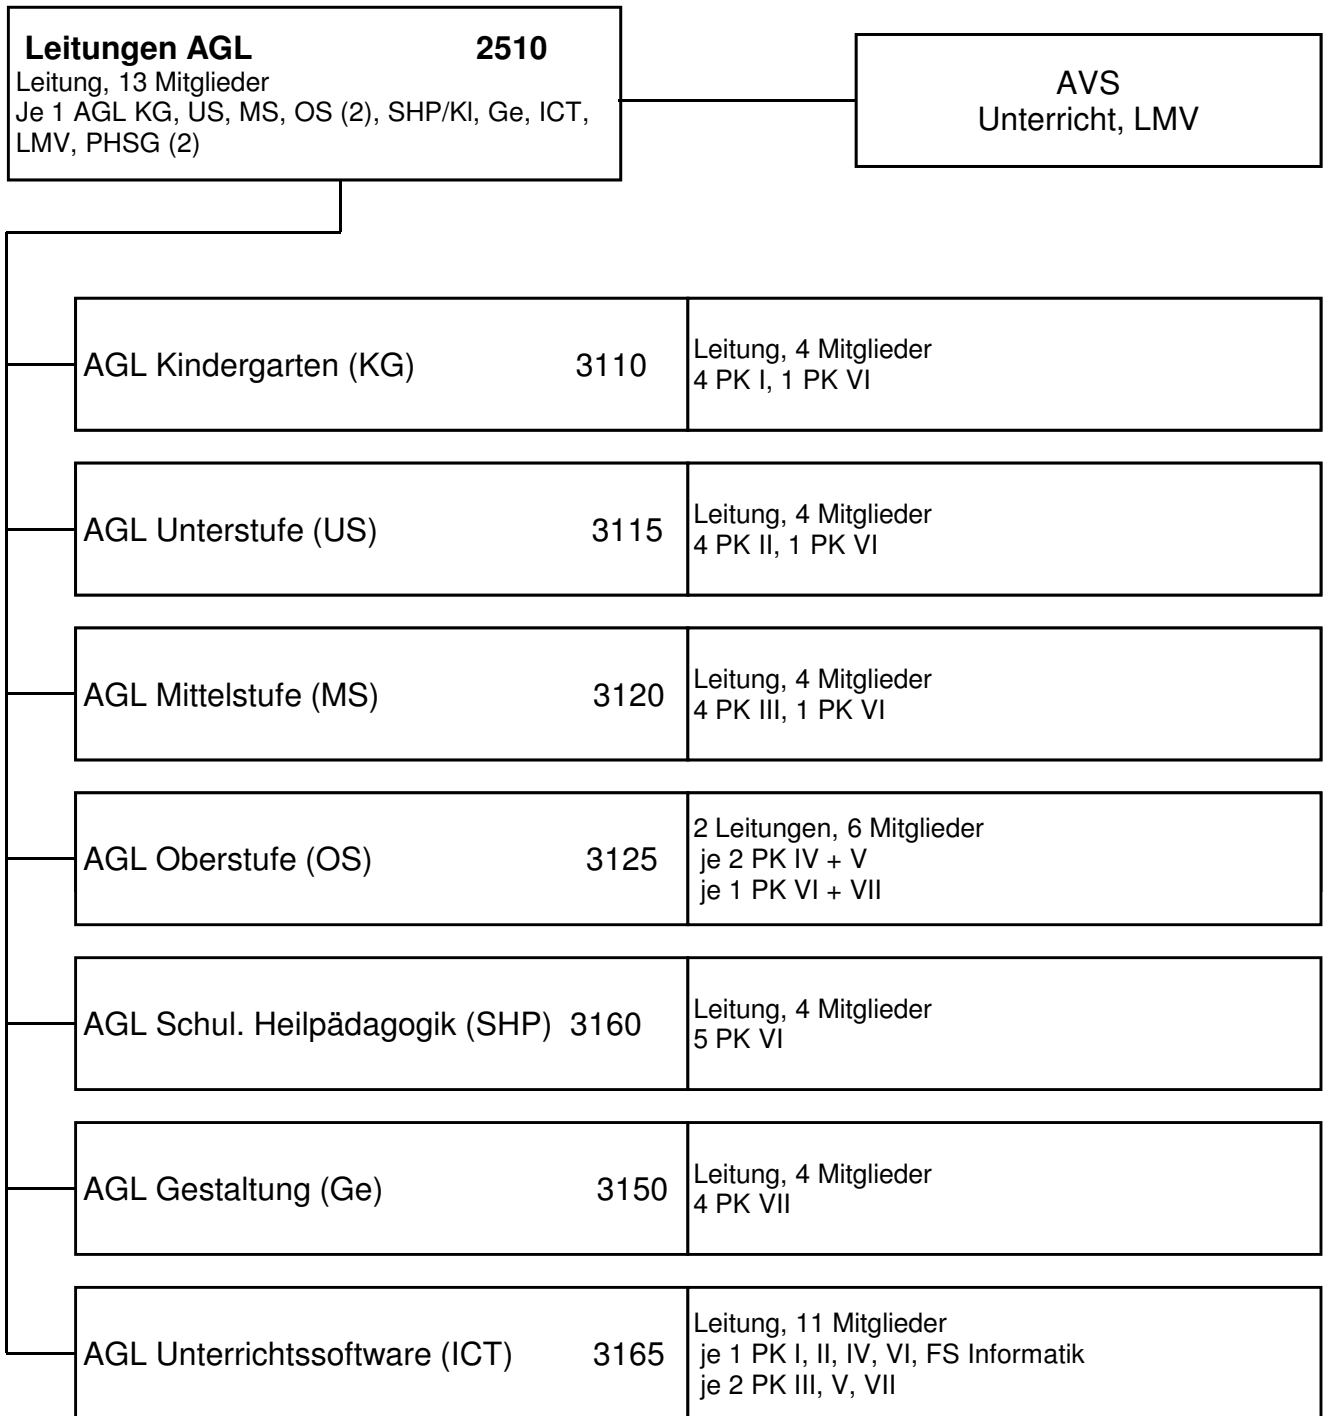 Leitungen AGL 2510
Leitung, 13 Mitglieder
Je 1 AGL KG, US, MS, OS (2), SHP/Kl, Ge, ICT,
LMV, PHSG (2)
AVS
Unterricht, LMV
AGL Kindergarten (KG) 3110
Leitung, 4 Mitglieder
4 PK I, 1 PK VI
AGL Unterstufe (US) 3115
Leitung, 4 Mitglieder
4 PK II, 1 PK VI
AGL Mittelstufe (MS) 3120
Leitung, 4 Mitglieder
4 PK III, 1 PK VI
AGL Oberstufe (OS) 3125
2 Leitungen, 6 Mitglieder
je 2 PK IV + V
je 1 PK VI + VII
AGL Schul. Heilpädagogik (SHP) 3160
Leitung, 4 Mitglieder
5 PK VI
AGL Gestaltung (Ge) 3150
Leitung, 4 Mitglieder
4 PK VII
AGL Unterrichtssoftware (ICT) 3165
Leitung, 11 Mitglieder
je 1 PK I, II, IV, VI, FS Informatik
je 2 PK III, V, VII